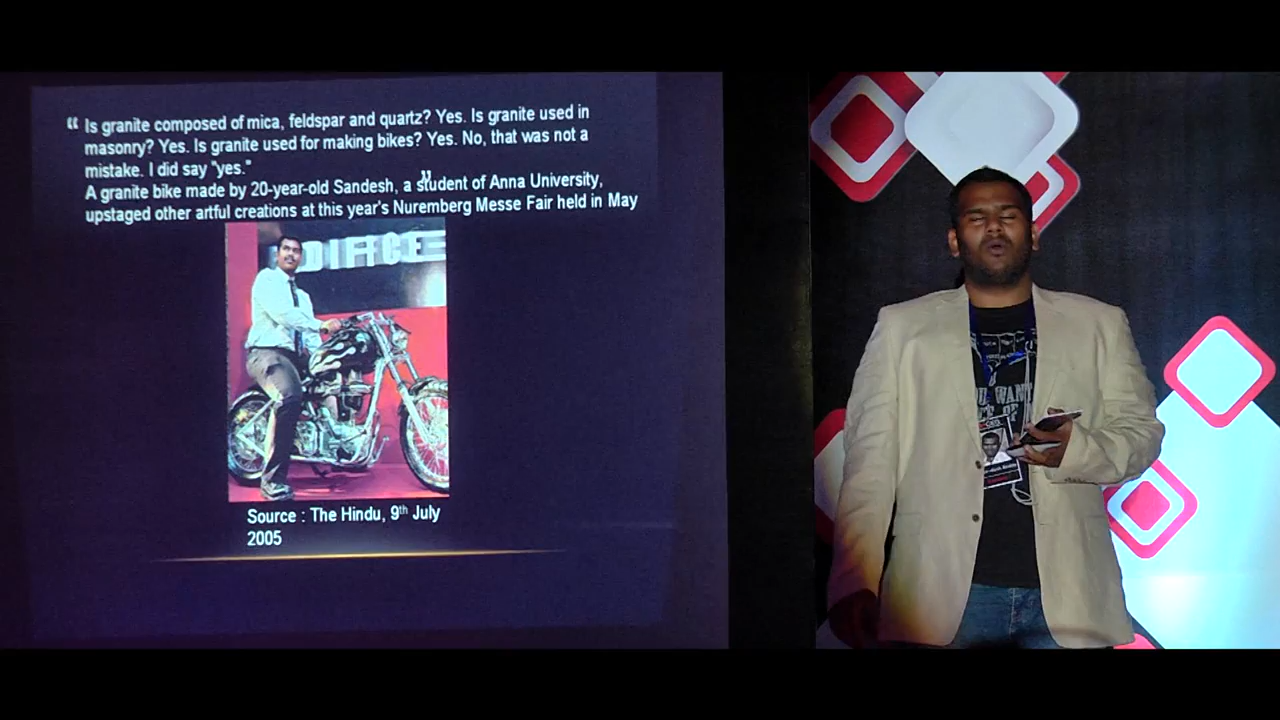 “ Is granite composed of mica, feldspar and quartz? Yes. Is granite used in
masonry? Yes. Is granite used for making bikes? Yes. No, that was not a
mistake. I did say "yes."
”
A granite bike made by 20-year-old Sandesh, a student of Anna University,
upstaged other artful creations at this year's Nuremberg Messe Fair held in May
Source : The Hindu, 9th July
2005
YOU WANT